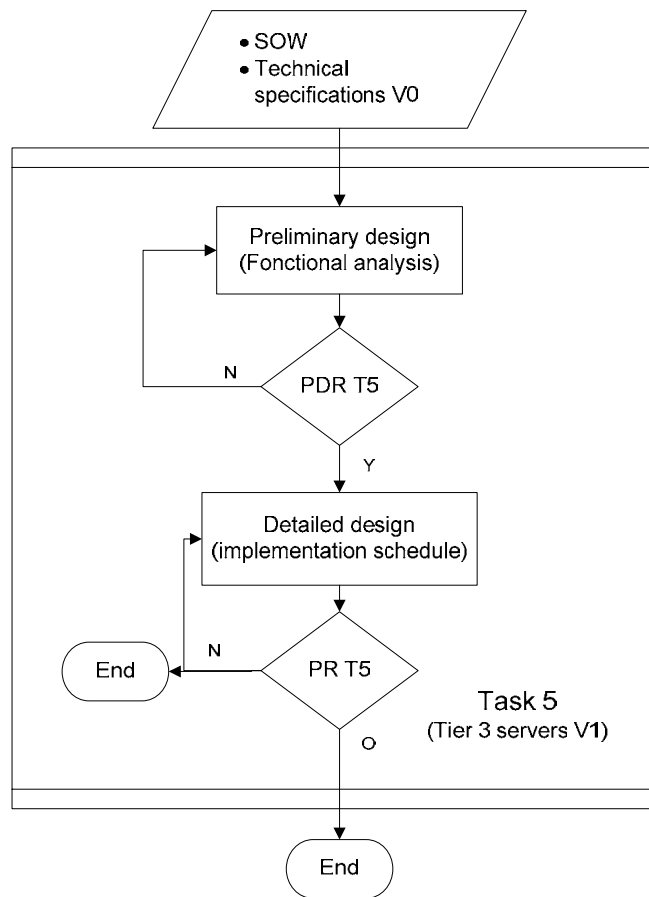 • SOW
• Technical
specifications V0
Preliminary design
(Fonctional analysis)
N
PDR T5
Y
Detailed design
(implementation schedule)
N
End
PR T5
Task 5
(Tier 3 servers V1)
O
End